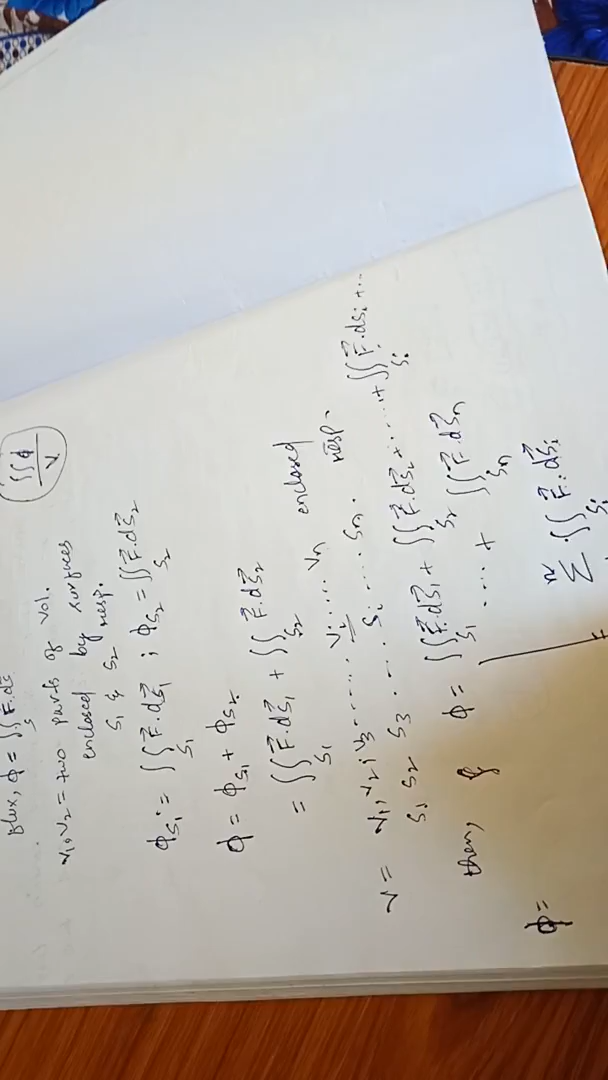 flux, φ = ∬_S F⃗.dS⃗
∬φ / V
v₁, v₂ = two parts of vol.
enclosed by surfaces
s₁ & s₂ resp.
φ_S₁ = ∬_S₁ F⃗.dS⃗₁ ; φ_S₂ = ∬_S₂ F⃗.dS⃗₂
φ = φ_S₁ + φ_S₂
= ∬_S₁ F⃗.dS⃗₁ + ∬_S₂ F⃗.dS⃗₂
v = v₁, v₂, v₃ ..... vᵢ .... vₙ enclosed
s₁ s₂ s₃ .... sᵢ .... sₙ. resp.
then, φ = ∬_S₁ F⃗.dS⃗₁ + ∬_S₂ F⃗.dS⃗₂ + ..... + ∬_Sᵢ F⃗.dSᵢ + ...
.... + ∬_Sₙ F⃗.dS⃗ₙ
φ = Σ ⁿ ∬_Sᵢ F⃗.dS⃗ᵢ